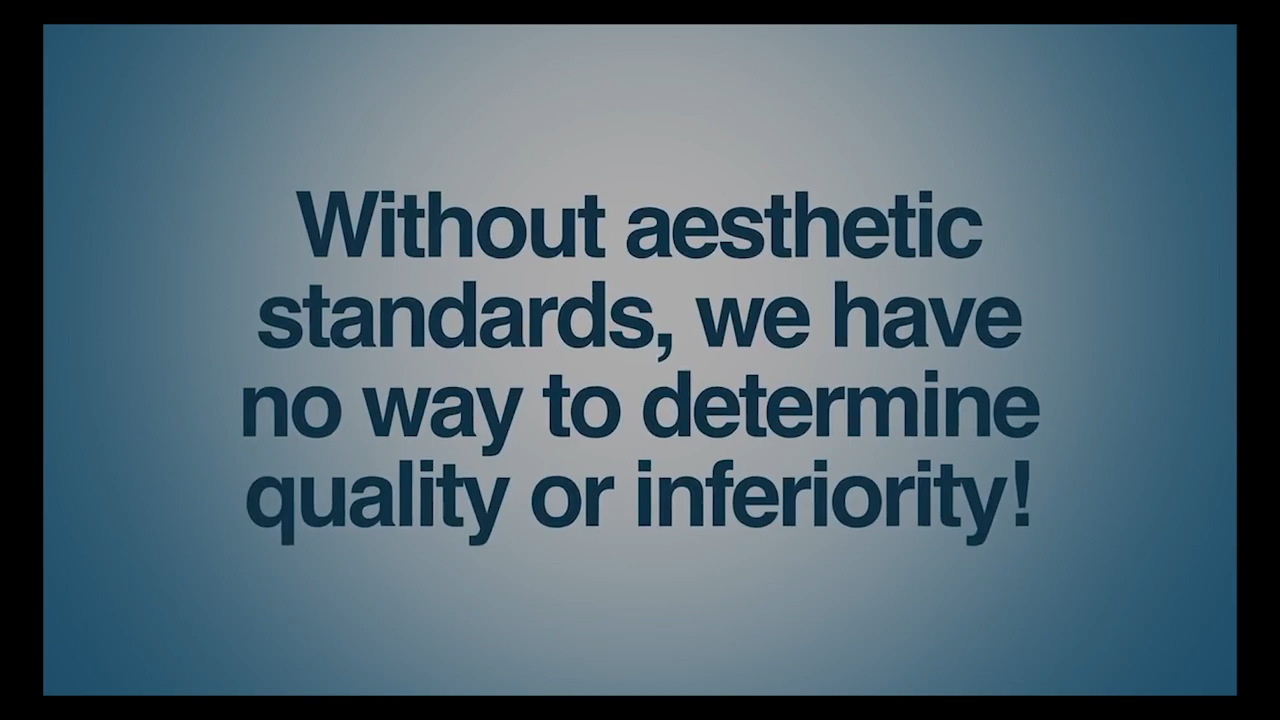 Without aesthetic
standards, we have
no way to determine
quality or inferiority!